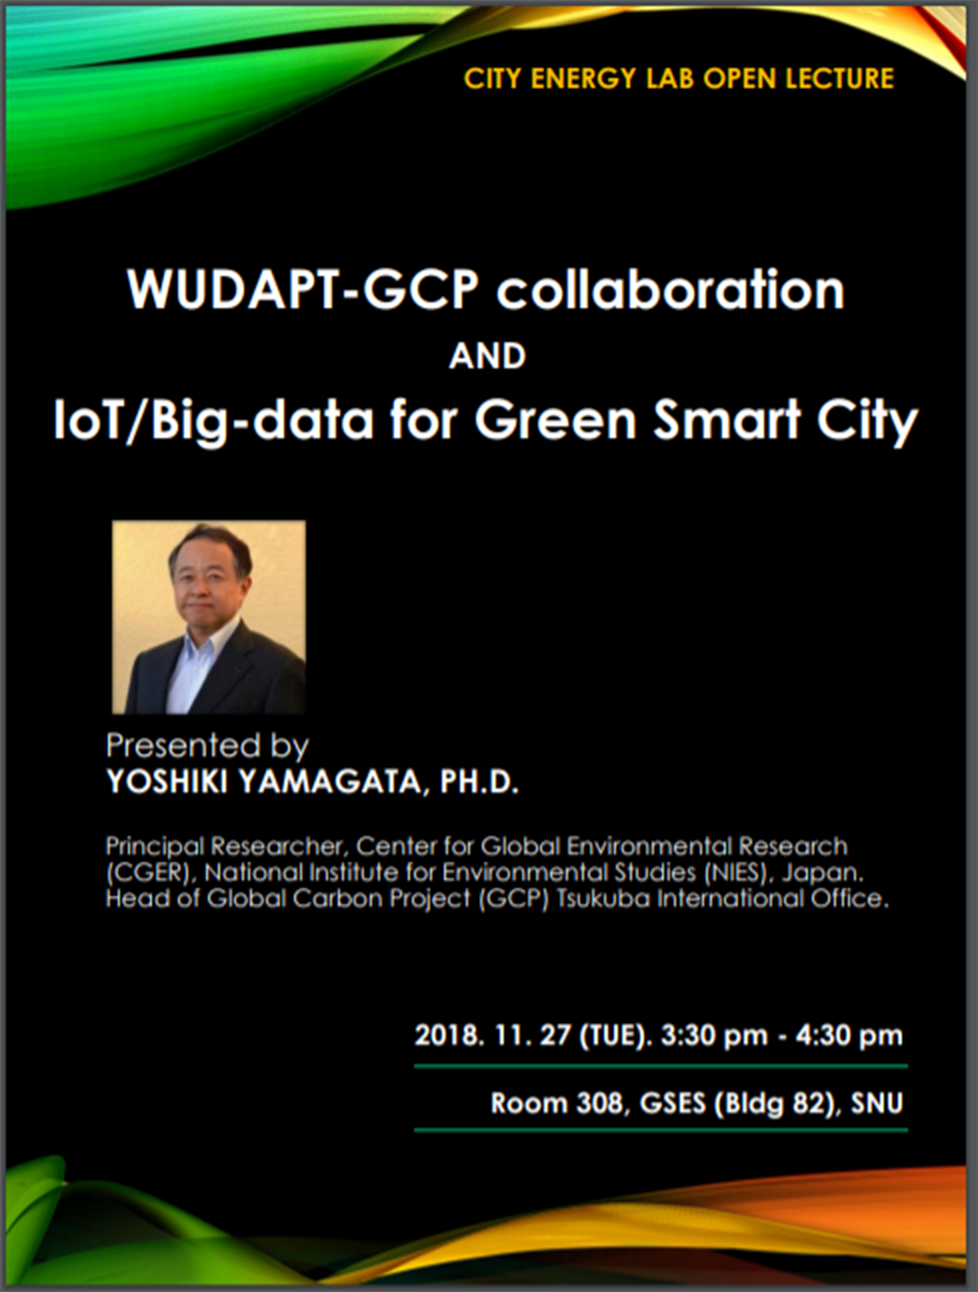 CITY ENERGY LAB OPEN LECTURE
WUDAPT-GCP collaboration
AND
IoT/Big-data for Green Smart City
Presented by
YOSHIKI YAMAGATA, PH.D.
Principal Researcher, Center for Global Environmental Research
(CGER), National Institute for Environmental Studies (NIES), Japan.
Head of Global Carbon Project (GCP) Tsukuba International Office.
2018. 11. 27 (TUE). 3:30 pm - 4:30 pm
Room 308, GSES (Bldg 82), SNU